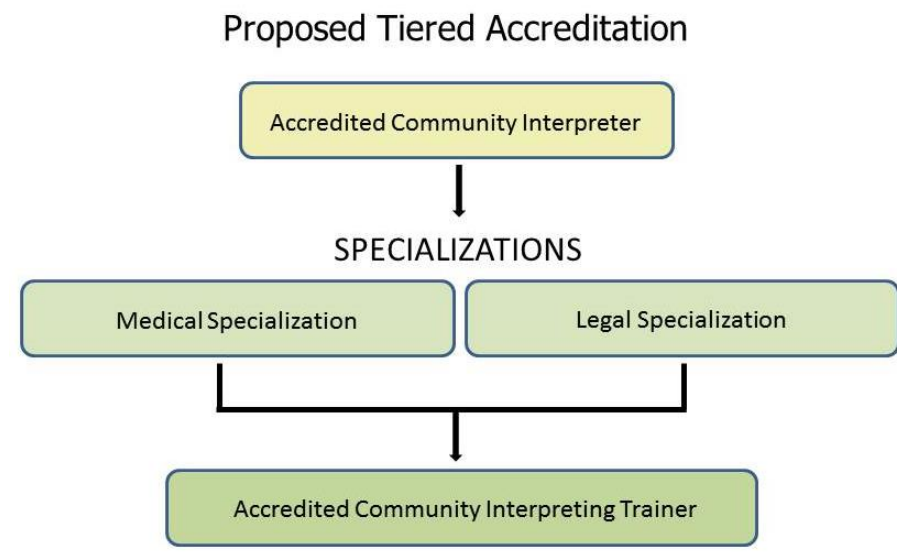 Proposed Tiered Accreditation
Accredited Community Interpreter
SPECIALIZATIONS
Medical Specialization
Legal Specialization
Accredited Community Interpreting Trainer